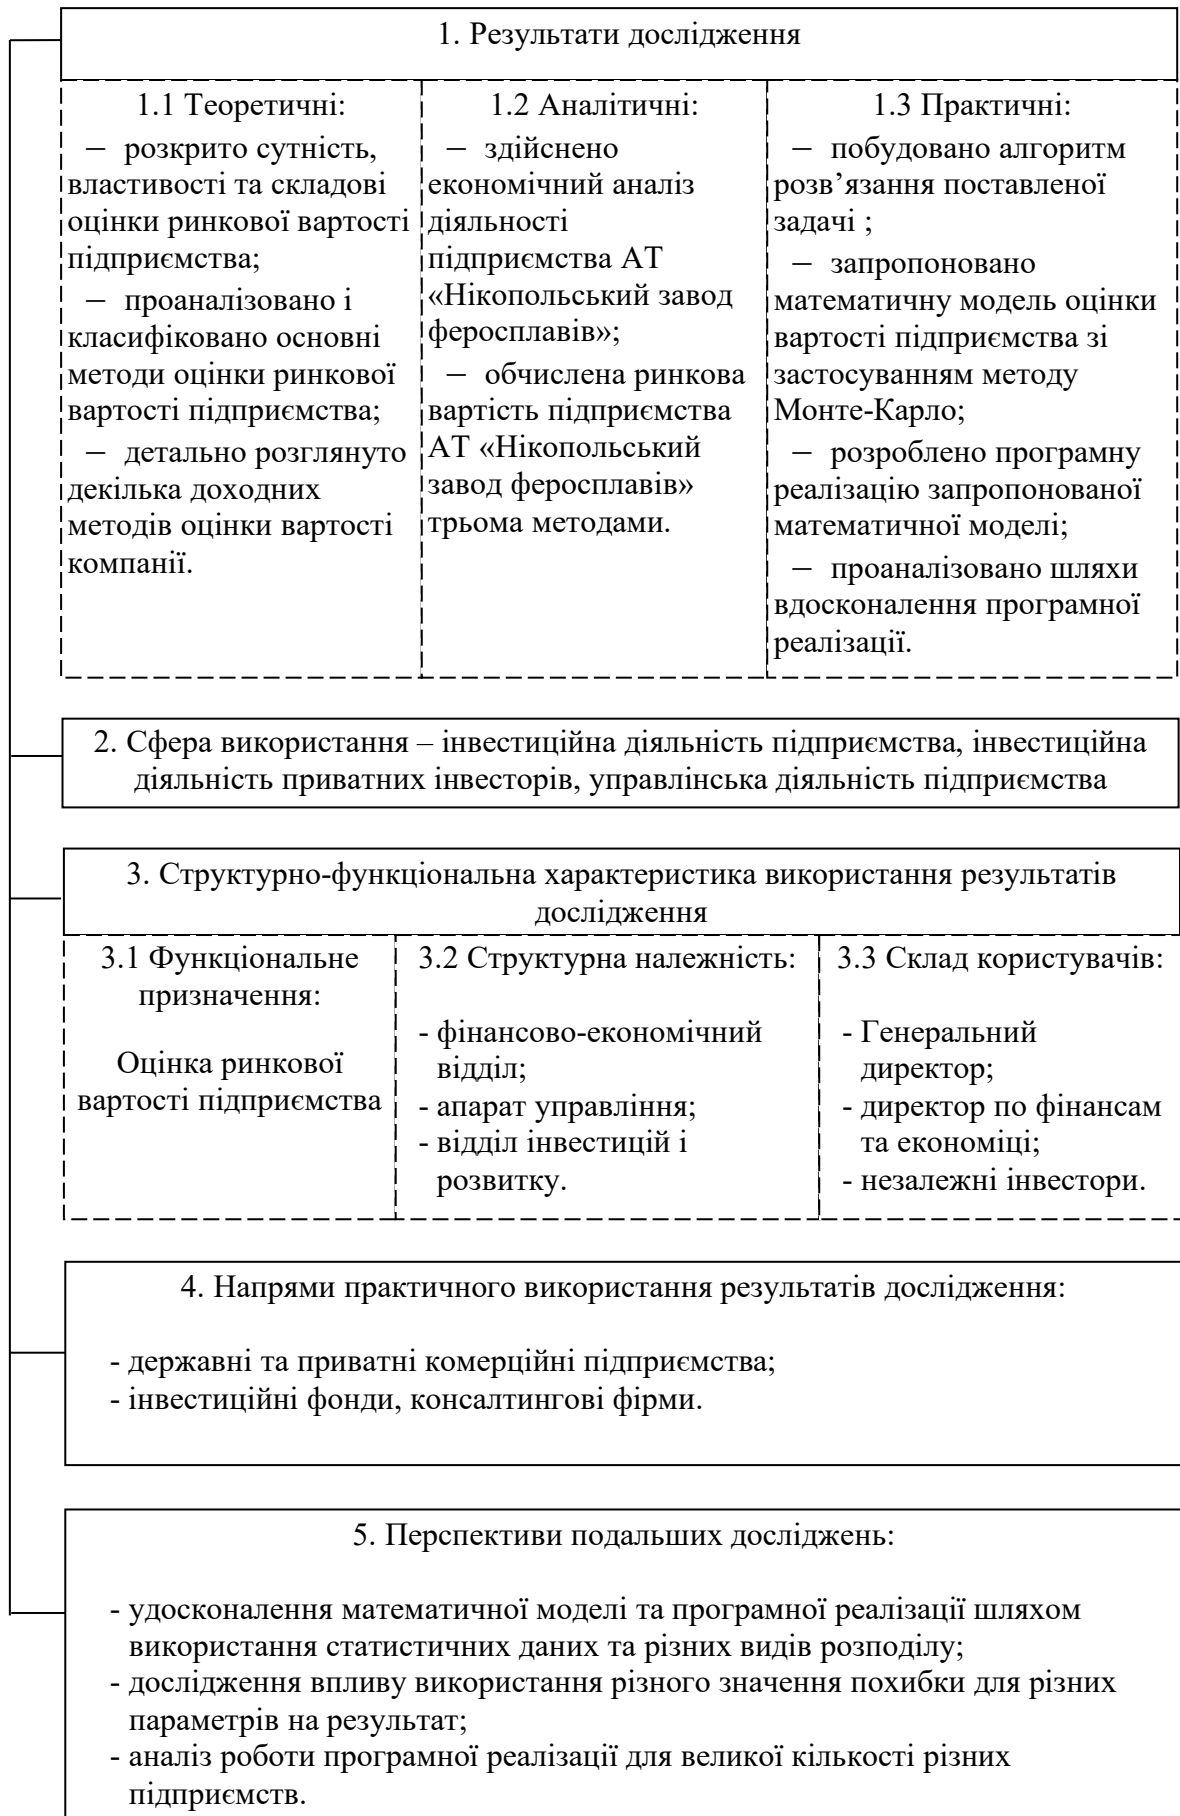 1. Результати дослідження
1.1 Теоретичні:
– розкрито сутність,
властивості та складові
оцінки ринкової вартості
підприємства;
– проаналізовано і
класифіковано основні
методи оцінки ринкової
вартості підприємства;
– детально розглянуто
декілька доходних
методів оцінки вартості
компанії.
1.2 Аналітичні:
– здійснено
економічний аналіз
діяльності
підприємства АТ
«Нікопольський завод
феросплавів»;
– обчислена ринкова
вартість підприємства
АТ «Нікопольський
завод феросплавів»
трьома методами.
1.3 Практичні:
– побудовано алгоритм
розв’язання поставленої
задачі ;
– запропоновано
математичну модель оцінки
вартості підприємства зі
застосуванням методу
Монте-Карло;
– розроблено програмну
реалізацію запропонованої
математичної моделі;
– проаналізовано шляхи
вдосконалення програмної
реалізації.
2. Сфера використання – інвестиційна діяльність підприємства, інвестиційна
діяльність приватних інвесторів, управлінська діяльність підприємства
3. Структурно-функціональна характеристика використання результатів
дослідження
3.1 Функціональне
призначення:
Оцінка ринкової
вартості підприємства
3.2 Структурна належність:
- фінансово-економічний
відділ;
- апарат управління;
- відділ інвестицій і
розвитку.
3.3 Склад користувачів:
- Генеральний
директор;
- директор по фінансам
та економіці;
- незалежні інвестори.
4. Напрями практичного використання результатів дослідження:
- державні та приватні комерційні підприємства;
- інвестиційні фонди, консалтингові фірми.
5. Перспективи подальших досліджень:
- удосконалення математичної моделі та програмної реалізації шляхом
використання статистичних даних та різних видів розподілу;
- дослідження впливу використання різного значення похибки для різних
параметрів на результат;
- аналіз роботи програмної реалізації для великої кількості різних
підприємств.